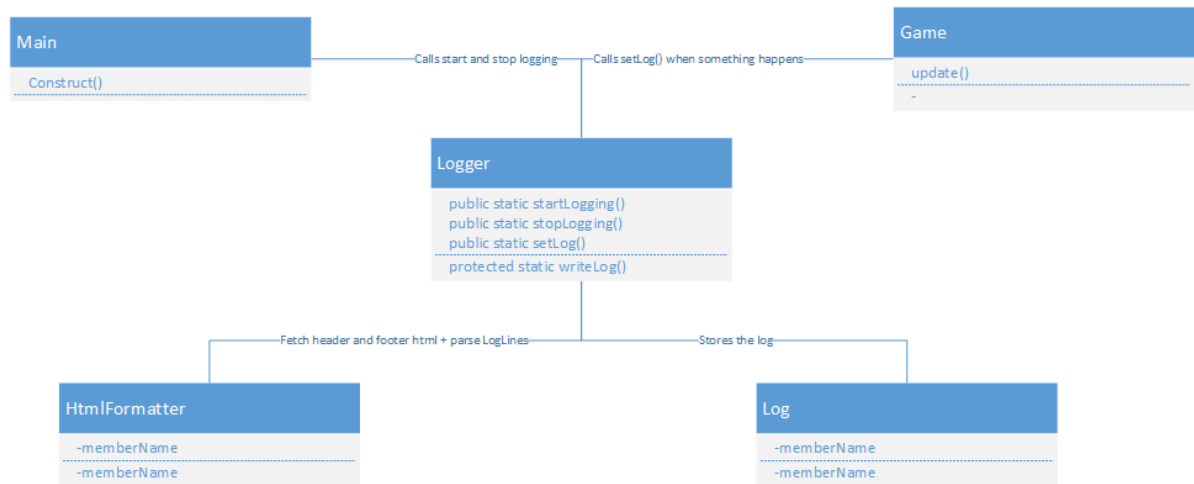 Main
Construct()
Calls start and stop logging
Calls setLog() when something happens
Game
update()
-
Logger
public static startLogging()
public static stopLogging()
public static setLog()
protected static writeLog()
Fetch header and footer html + parse LogLines
Stores the log
HtmlFormatter
-memberName
-memberName
Log
-memberName
-memberName